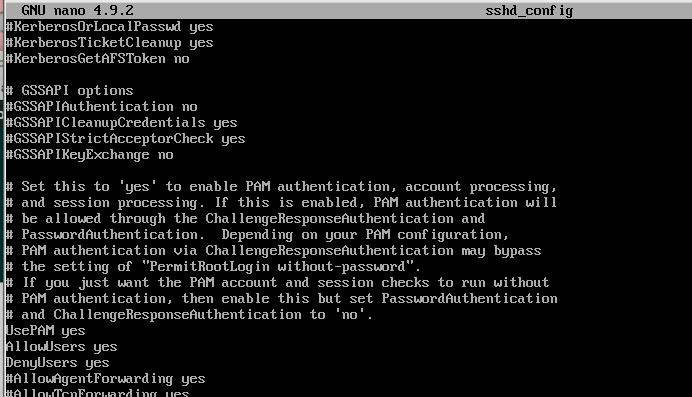 GNU nano 4.9.2 sshd_config
#KerberosOrLocalPasswd yes
#KerberosTicketCleanup yes
#KerberosGetAFSToken no
# GSSAPI options
#GSSAPIAuthentication no
#GSSAPICleanupCredentials yes
#GSSAPIStrictAcceptorCheck yes
#GSSAPIKeyExchange no
# Set this to 'yes' to enable PAM authentication, account processing,
# and session processing. If this is enabled, PAM authentication will
# be allowed through the ChallengeResponseAuthentication and
# PasswordAuthentication.  Depending on your PAM configuration,
# PAM authentication via ChallengeResponseAuthentication may bypass
# the setting of "PermitRootLogin without-password".
# If you just want the PAM account and session checks to run without
# PAM authentication, then enable this but set PasswordAuthentication
# and ChallengeResponseAuthentication to 'no'.
UsePAM yes
AllowUsers yes
DenyUsers yes
#AllowAgentForwarding yes
#AllowTcpForwarding yes